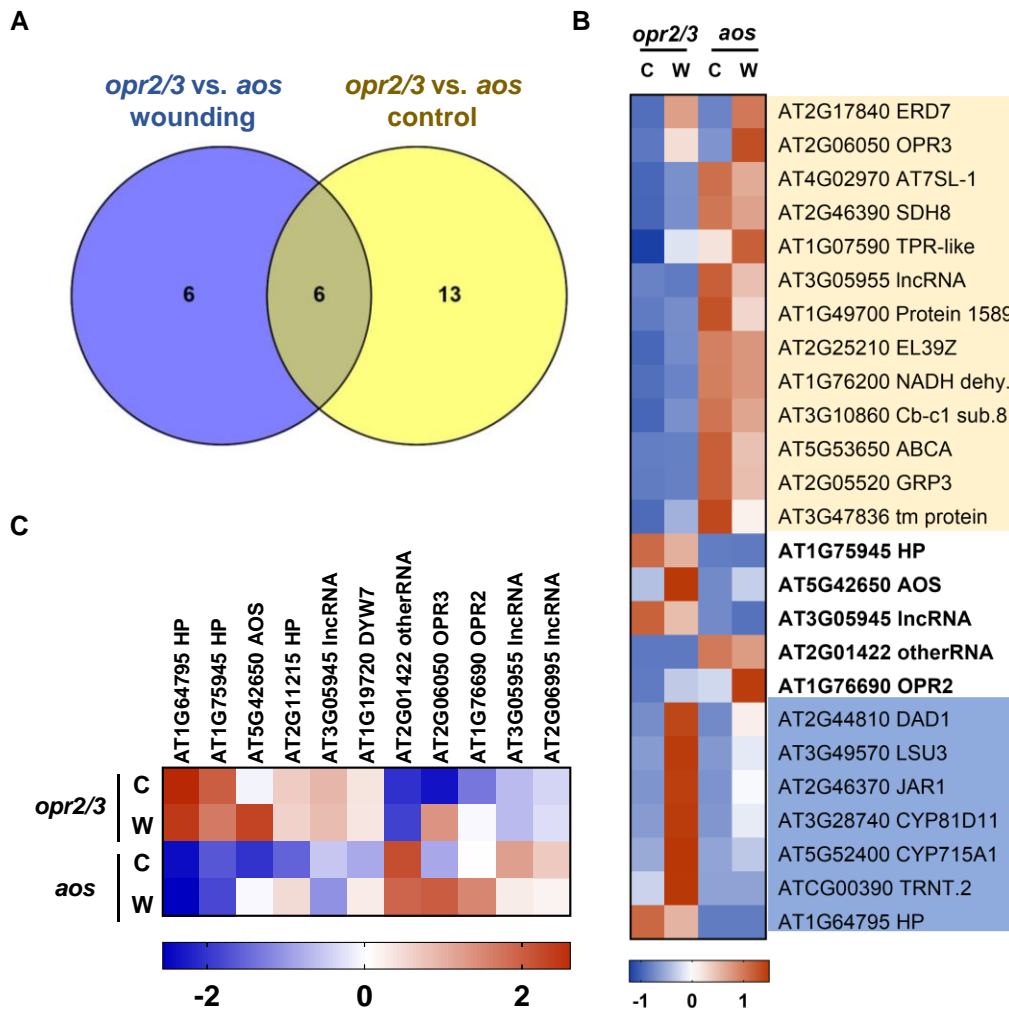 A
opr2/3 vs. aos
wounding
opr2/3 vs. aos
control
6
6
13
B
opr2/3
aos
C W C W
AT2G17840 ERD7
AT2G06050 OPR3
AT4G02970 AT7SL-1
AT2G46390 SDH8
AT1G07590 TPR-like
AT3G05955 lncRNA
AT1G49700 Protein 1589
AT2G25210 EL39Z
AT1G76200 NADH dehy.
AT3G10860 Cb-c1 sub.8
AT5G53650 ABCA
AT2G05520 GRP3
AT3G47836 tm protein
AT1G75945 HP
AT5G42650 AOS
AT3G05945 lncRNA
AT2G01422 otherRNA
AT1G76690 OPR2
AT2G44810 DAD1
AT3G49570 LSU3
AT2G46370 JAR1
AT3G28740 CYP81D11
AT5G52400 CYP715A1
ATCG00390 TRNT.2
AT1G64795 HP
-1 0 1
C
AT1G64795 HP
AT1G75945 HP
AT5G42650 AOS
AT2G11215 HP
AT3G05945 lncRNA
AT1G19720 DYW7
AT2G01422 otherRNA
AT2G06050 OPR3
AT1G76690 OPR2
AT3G05955 lncRNA
AT2G06995 lncRNA
opr2/3
C
W
aos
C
W
-2 0 2